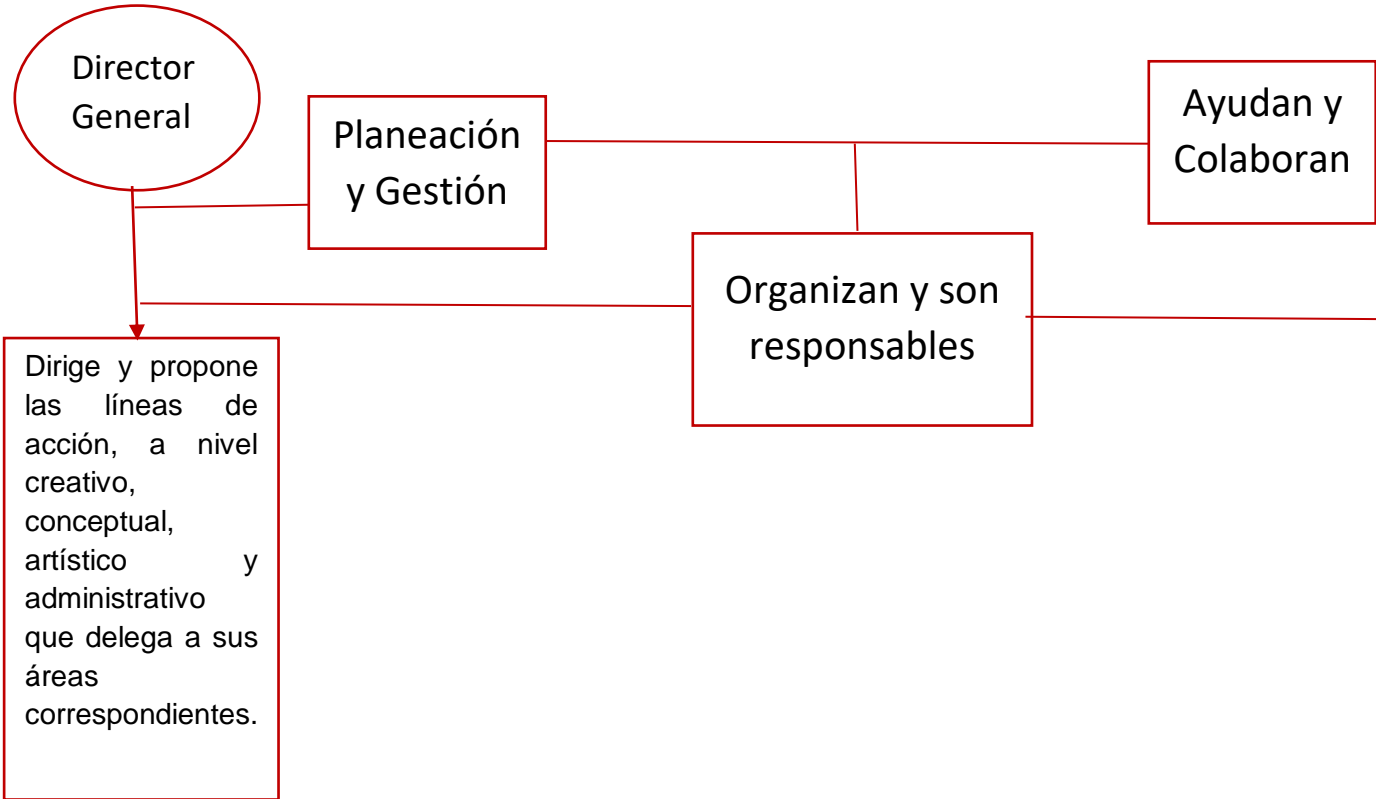 Director
General
Planeación
y Gestión
Ayudan y
Colaboran
Organizan y son
responsables
Dirige y propone
las líneas de
acción, a nivel
creativo,
conceptual,
artístico y
administrativo
que delega a sus
áreas
correspondientes.